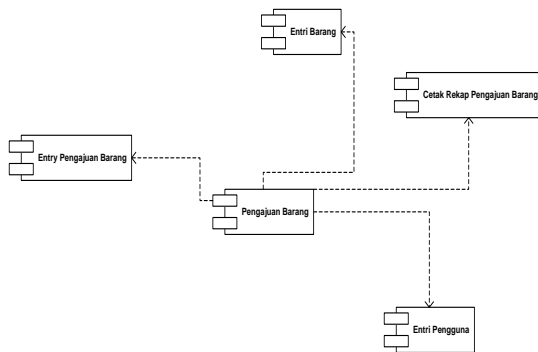 Entri Barang
Cetak Rekap Pengajuan Barang
Entry Pengajuan Barang
Pengajuan Barang
Entri Pengguna